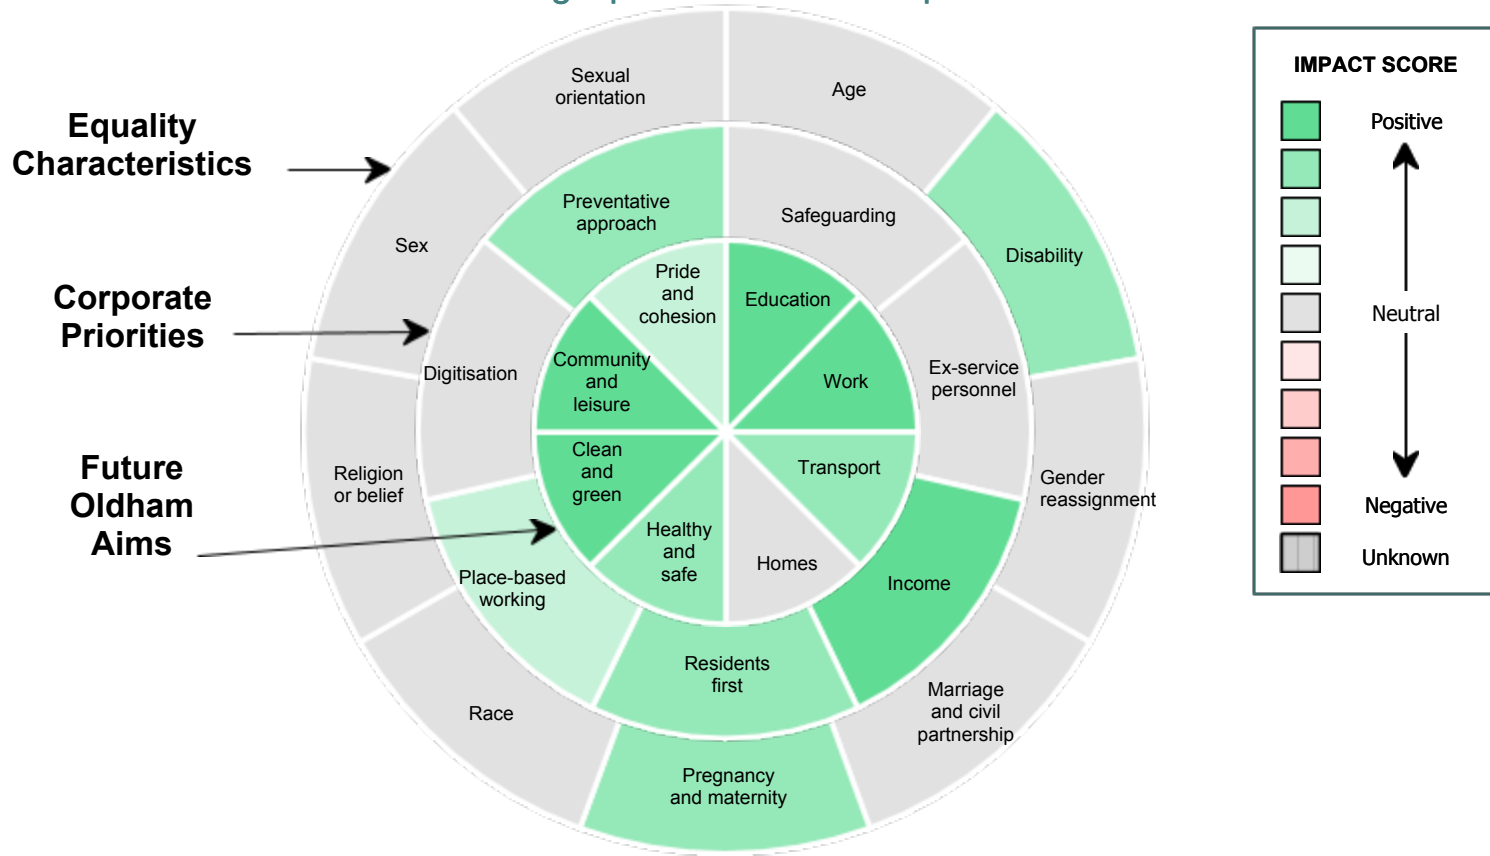 Equality
Characteristics
Corporate
Priorities
Future
Oldham
Aims
Sexual
orientation
Age
Disability
Gender
reassignment
Marriage
and civil
partnership
Pregnancy
and maternity
Race
Religion
or belief
Sex
Preventative
approach
Safeguarding
Ex-service
personnel
Income
Residents
first
Place-based
working
Digitisation
Pride
and
cohesion
Education
Work
Transport
Homes
Healthy
and
safe
Clean
and
green
Community
and
leisure
IMPACT SCORE
Positive
Neutral
Negative
Unknown